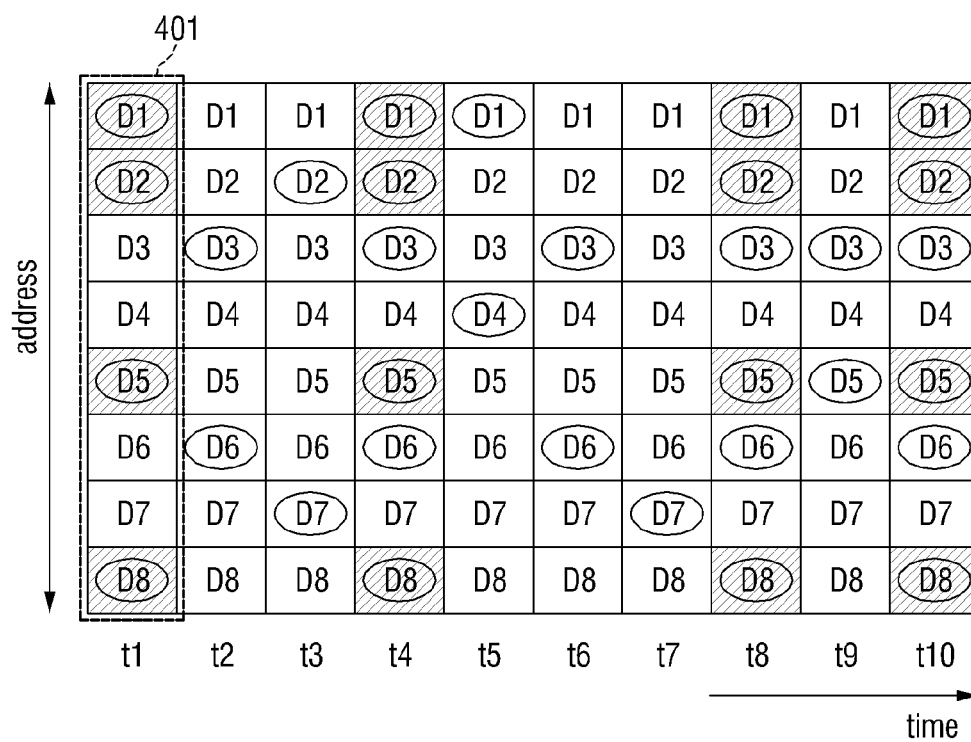 401
D1 D1 D1 D1 D1 D1 D1 D1 D1 D1
D2 D2 D2 D2 D2 D2 D2 D2 D2 D2
D3 D3 D3 D3 D3 D3 D3 D3 D3 D3
address
D4 D4 D4 D4 D4 D4 D4 D4 D4 D4
D5 D5 D5 D5 D5 D5 D5 D5 D5 D5
D6 D6 D6 D6 D6 D6 D6 D6 D6 D6
D7 D7 D7 D7 D7 D7 D7 D7 D7 D7
D8 D8 D8 D8 D8 D8 D8 D8 D8 D8
t1 t2 t3 t4 t5 t6 t7 t8 t9 t10
time